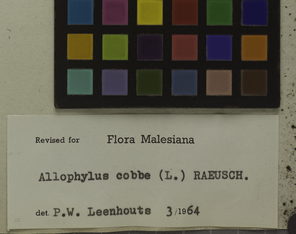 Revised for Flora Malesiana
Allophylus cobbe (L.) RAEUSCH.
det. P.W. Leenhouts 3/1964